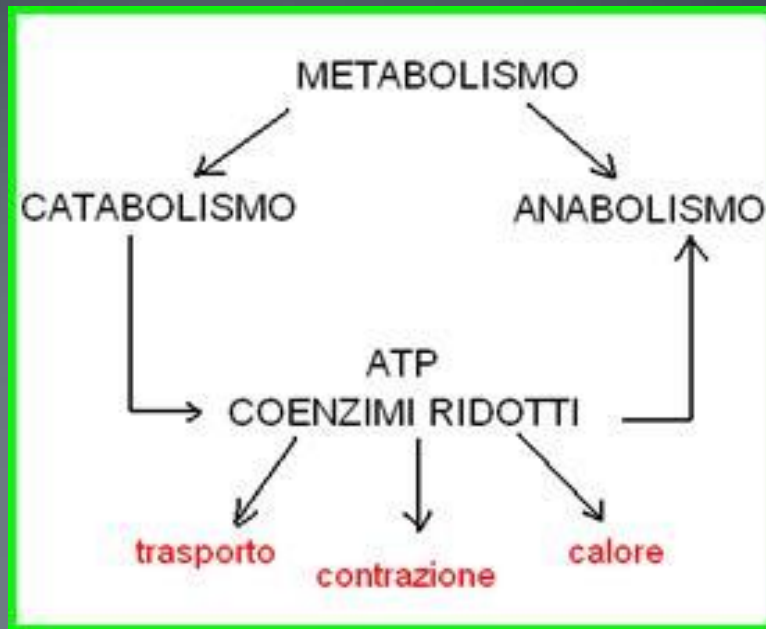 METABOLISMO
CATABOLISMO
ANABOLISMO
ATP
COENZIMI RIDOTTI
trasporto
contrazione
calore